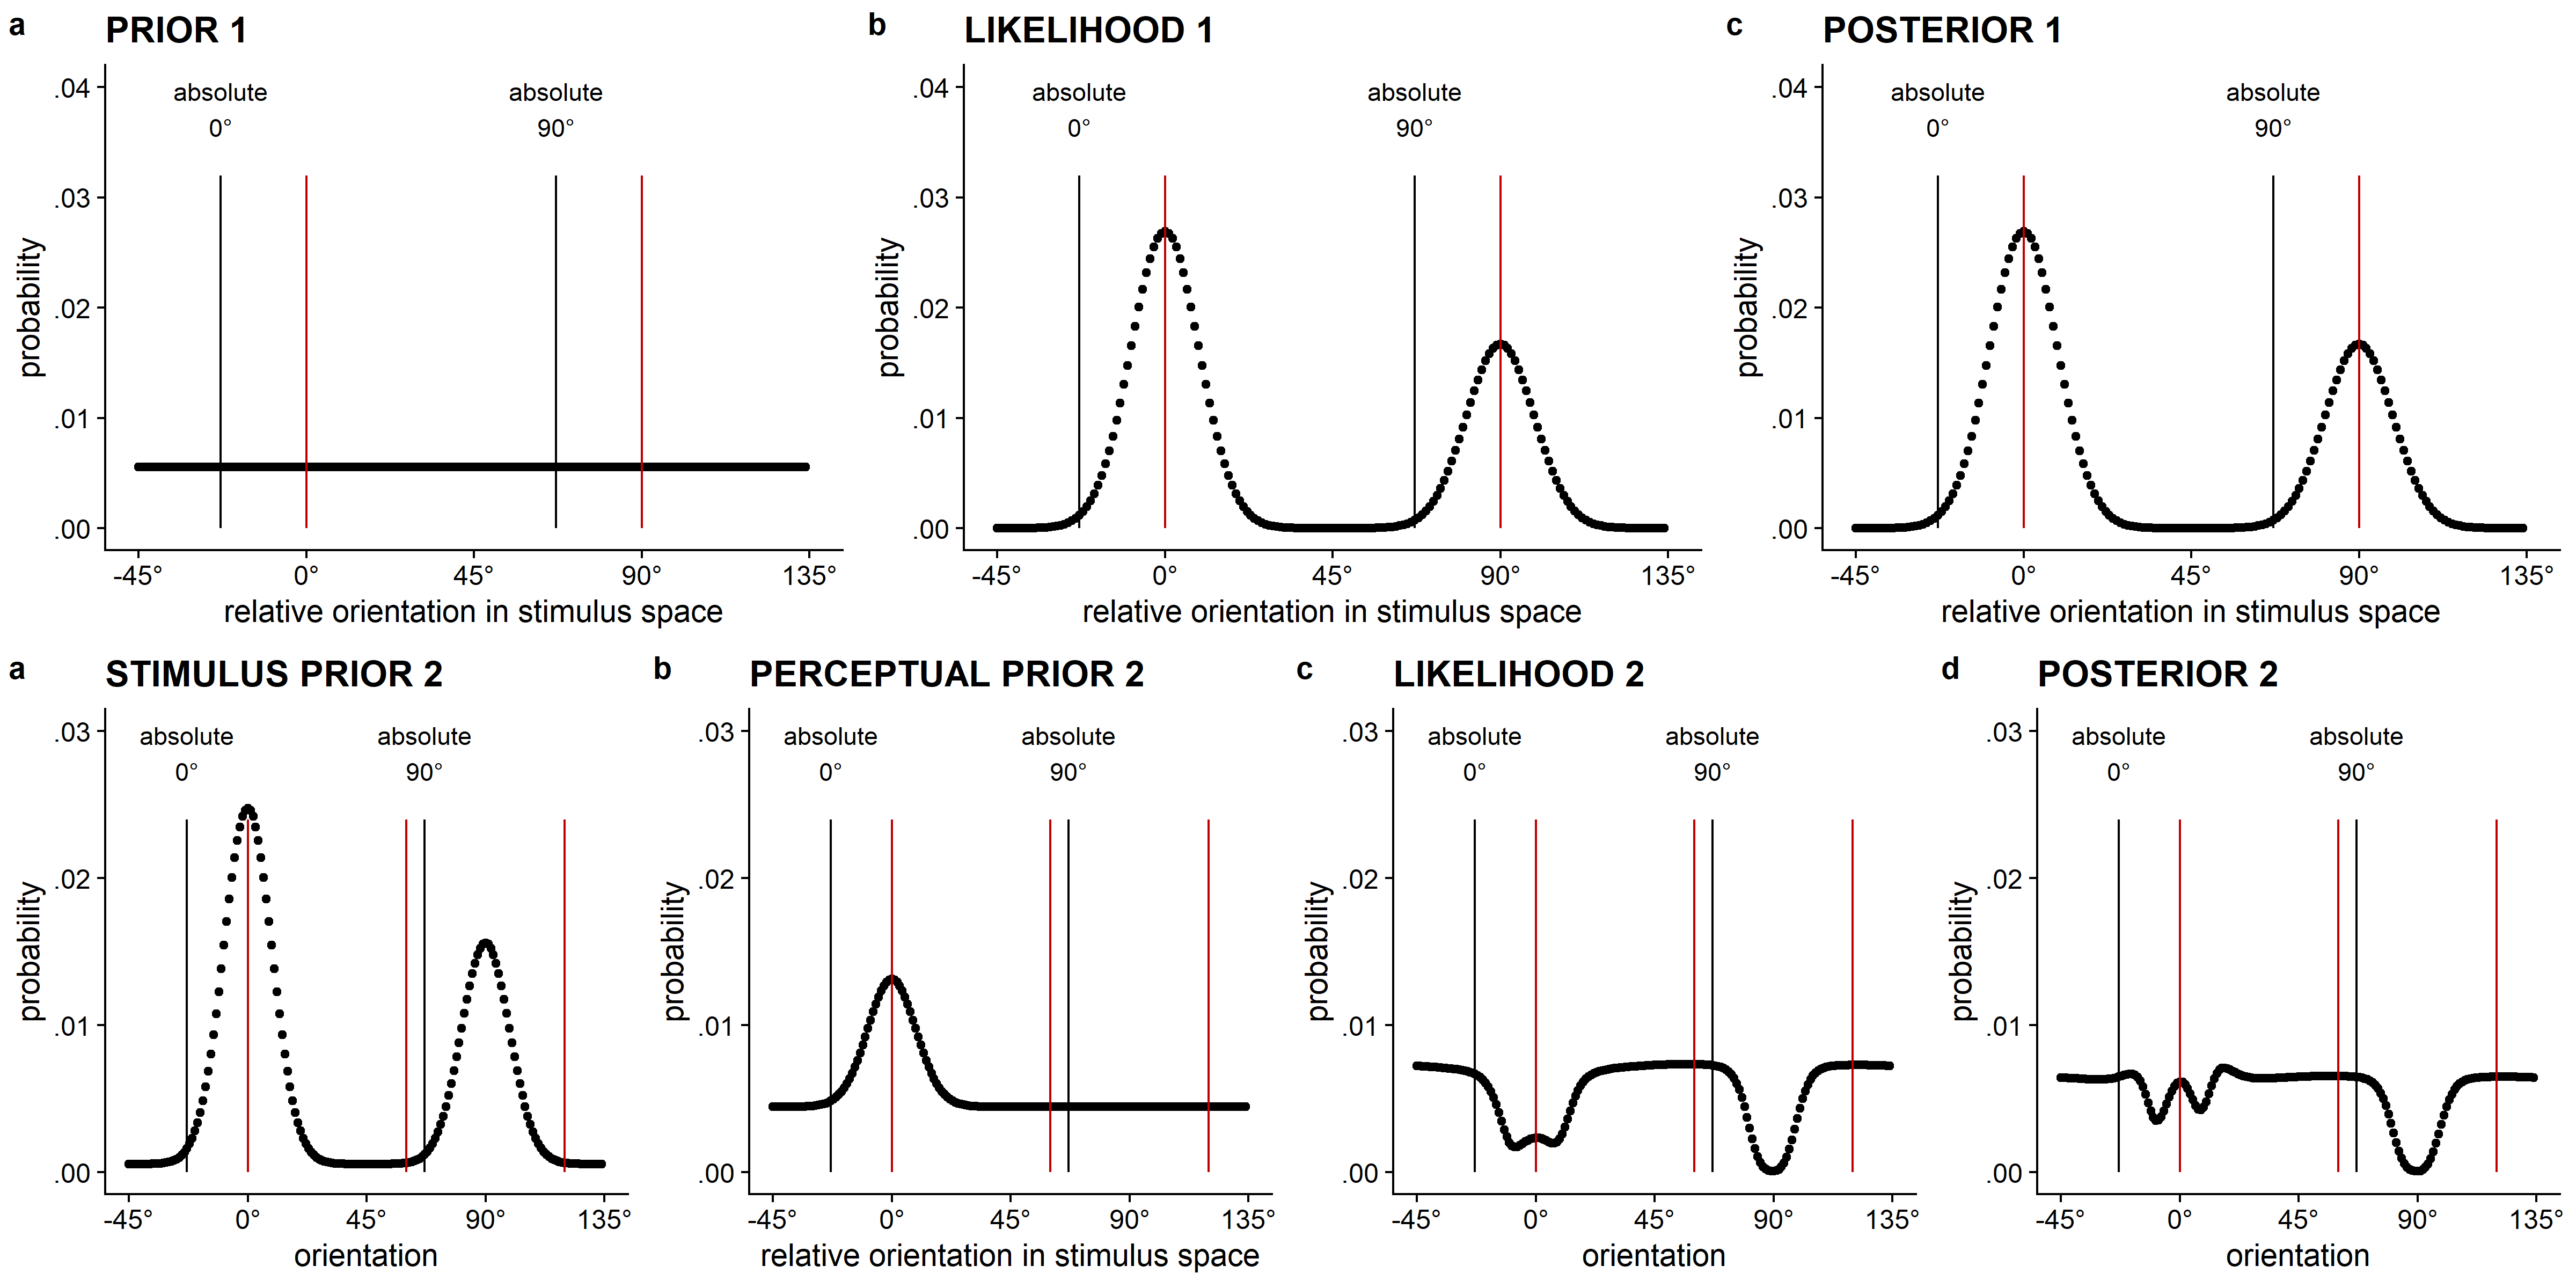 a PRIOR 1
absolute 0°
absolute 90°
.04
.03
.02
.01
.00
probability
-45° 0° 45° 90° 135°
relative orientation in stimulus space
b LIKELIHOOD 1
absolute 0°
absolute 90°
.04
.03
.02
.01
.00
probability
-45° 0° 45° 90° 135°
relative orientation in stimulus space
c POSTERIOR 1
absolute 0°
absolute 90°
.04
.03
.02
.01
.00
probability
-45° 0° 45° 90° 135°
relative orientation in stimulus space
a STIMULUS PRIOR 2
absolute 0°
absolute 90°
.03
.02
.01
.00
probability
-45° 0° 45° 90° 135°
orientation
b PERCEPTUAL PRIOR 2
absolute 0°
absolute 90°
.03
.02
.01
.00
probability
-45° 0° 45° 90° 135°
relative orientation in stimulus space
c LIKELIHOOD 2
absolute 0°
absolute 90°
.03
.02
.01
.00
probability
-45° 0° 45° 90° 135°
orientation
d POSTERIOR 2
absolute 0°
absolute 90°
.03
.02
.01
.00
probability
-45° 0° 45° 90° 135°
orientation